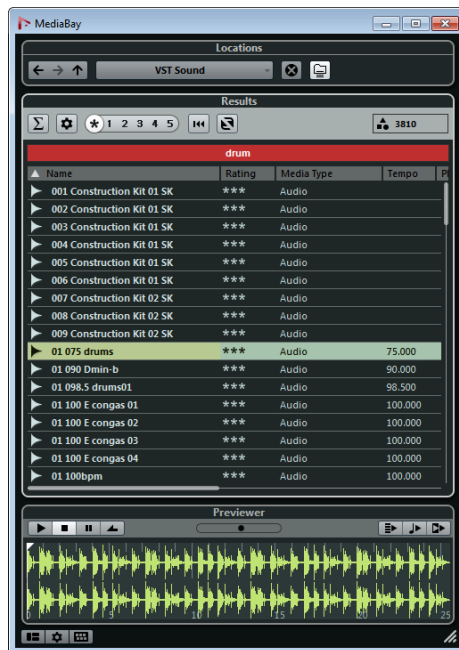 MediaBay
Locations
VST Sound
Results
Σ * 1 2 3 4 5 3810
drum
Name Rating Media Type Tempo
001 Construction Kit 01 SK *** Audio
002 Construction Kit 01 SK *** Audio
003 Construction Kit 01 SK *** Audio
004 Construction Kit 01 SK *** Audio
005 Construction Kit 01 SK *** Audio
006 Construction Kit 01 SK *** Audio
007 Construction Kit 02 SK *** Audio
008 Construction Kit 02 SK *** Audio
009 Construction Kit 02 SK *** Audio
01 075 drums *** Audio 75.000
01 090 Dmin-b *** Audio 90.000
01 098.5 drums01 *** Audio 98.500
01 100 E congas 01 *** Audio 100.000
01 100 E congas 02 *** Audio 100.000
01 100 E congas 03 *** Audio 100.000
01 100 E congas 04 *** Audio 100.000
01 100bpm *** Audio 100.000
Previewer
0 5 10 15 20 25